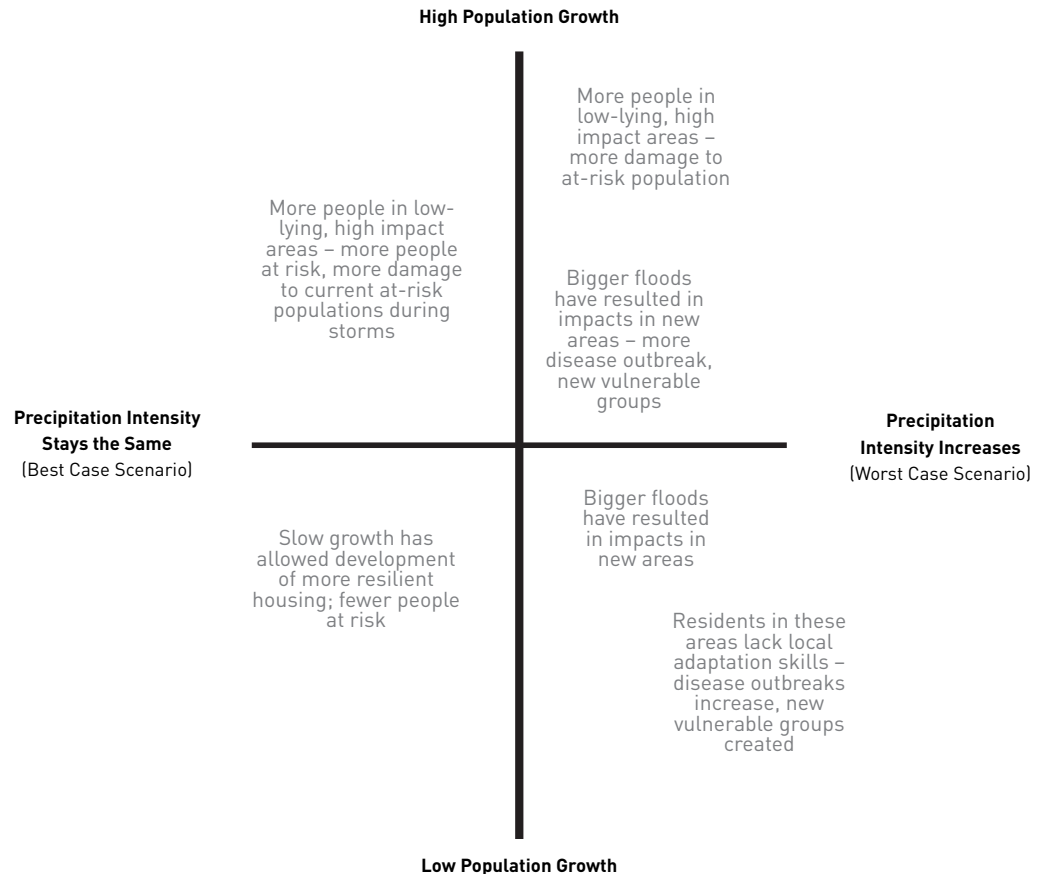 High Population Growth
More people in
low-lying, high
impact areas –
more damage to
at-risk population
More people in low-
lying, high impact
areas – more people
at risk, more damage
to current at-risk
populations during
storms
Bigger floods
have resulted in
impacts in new
areas – more
disease outbreak,
new vulnerable
groups
Precipitation Intensity
Stays the Same
(Best Case Scenario)
Precipitation
Intensity Increases
(Worst Case Scenario)
Slow growth has
allowed development
of more resilient
housing; fewer people
at risk
Bigger floods
have resulted
in impacts in
new areas
Residents in these
areas lack local
adaptation skills –
disease outbreaks
increase, new
vulnerable groups
created
Low Population Growth